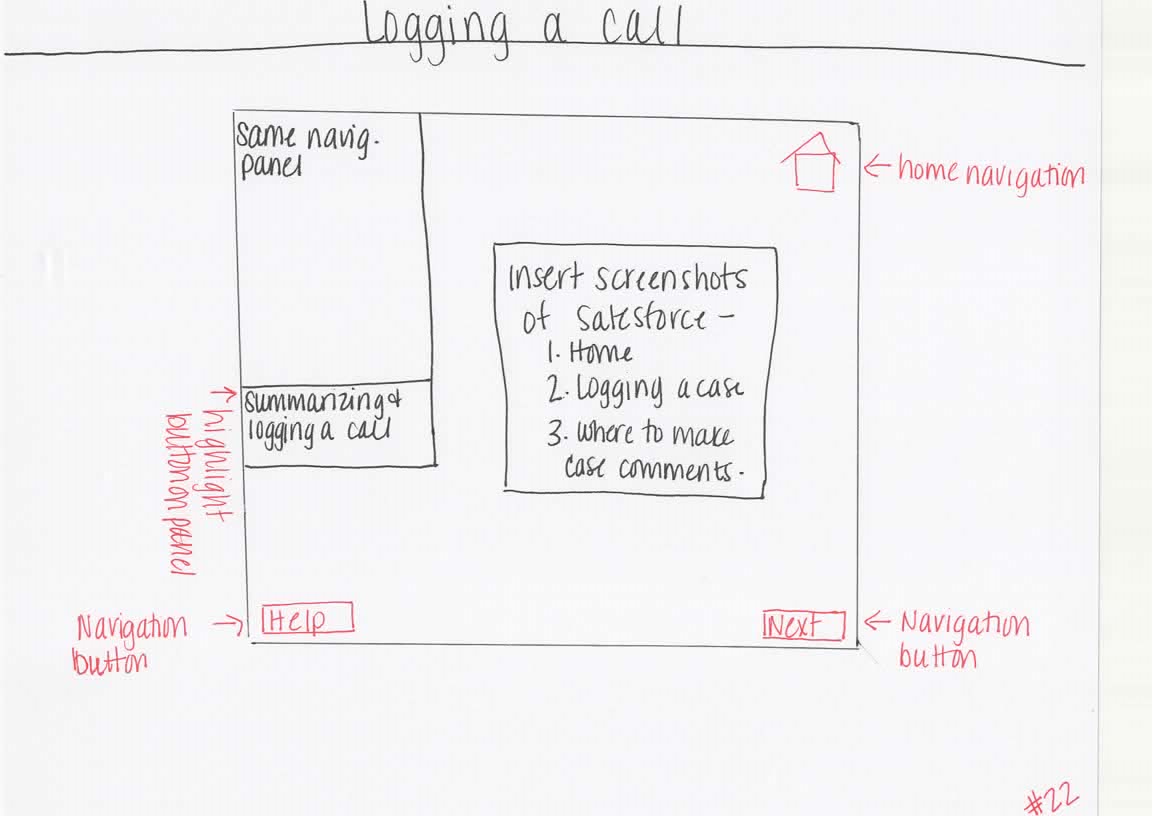 Logging a call
Same navig.
panel
← home navigation
Insert screenshots
of Salesforce –
1. Home
2. Logging a case
3. Where to make
case comments.
summarizing &
logging a call
→ highlight
button on panel
Navigation →
button
Help
Next
← Navigation
button
#22